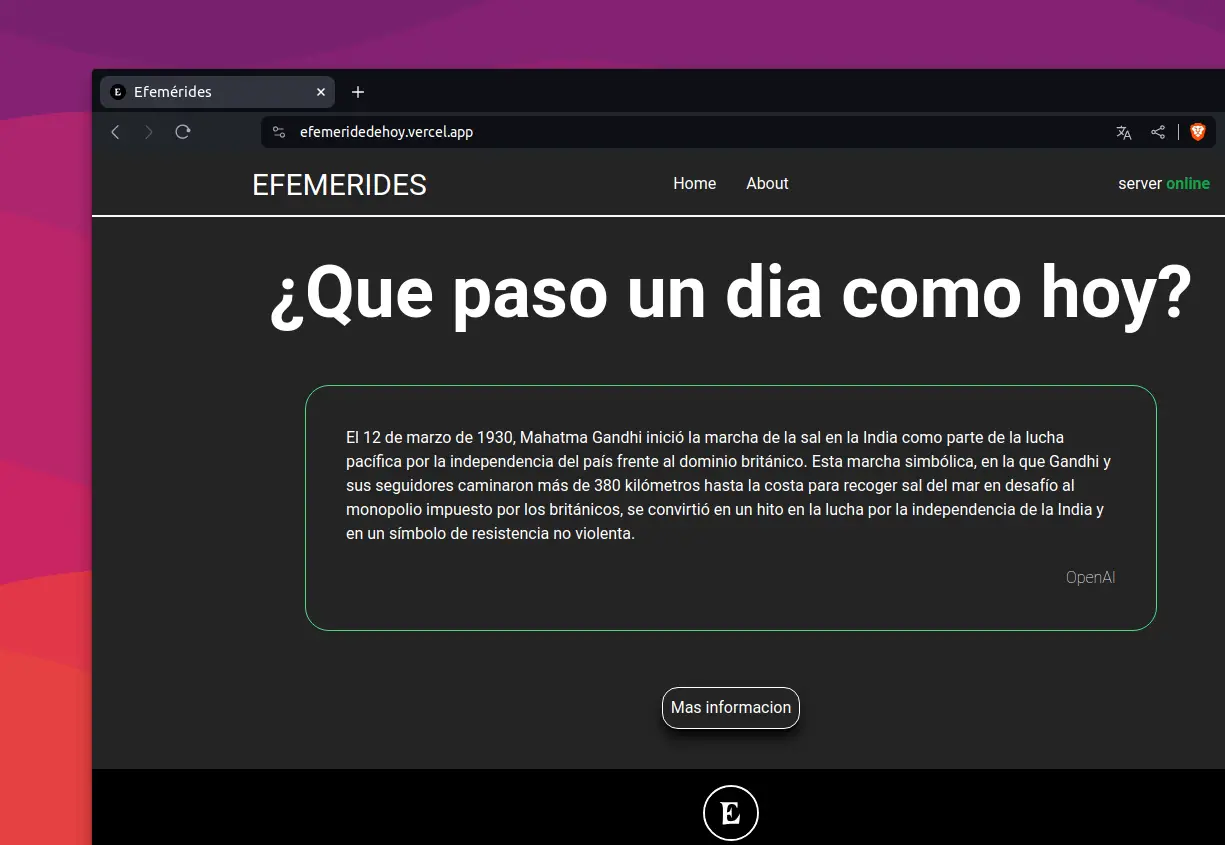 E Efemérides
efemeridedehoy.vercel.app
EFEMERIDES Home About server online
¿Que paso un dia como hoy?
El 12 de marzo de 1930, Mahatma Gandhi inició la marcha de la sal en la India como parte de la lucha
pacífica por la independencia del país frente al dominio británico. Esta marcha simbólica, en la que Gandhi y
sus seguidores caminaron más de 380 kilómetros hasta la costa para recoger sal del mar en desafío al
monopolio impuesto por los británicos, se convirtió en un hito en la lucha por la independencia de la India y
en un símbolo de resistencia no violenta.
OpenAI
Mas informacion
E